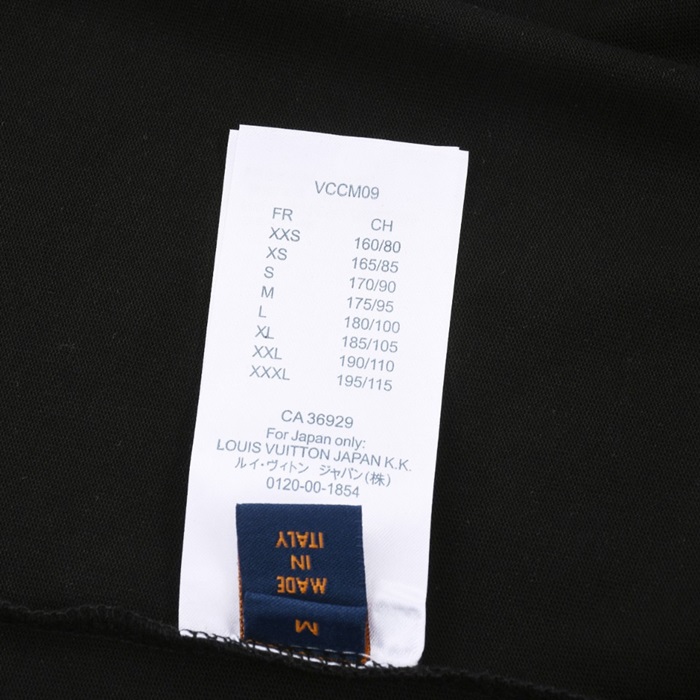 VCCM09
FR CH
XXS 160/80
XS 165/85
S 170/90
M 175/95
L 180/100
XL 185/105
XXL 190/110
XXXL 195/115
CA 36929
For Japan only:
LOUIS VUITTON JAPAN K.K.
ルイ・ヴィトン ジャパン(株)
0120-00-1854
MADE
IN
ITALY
M